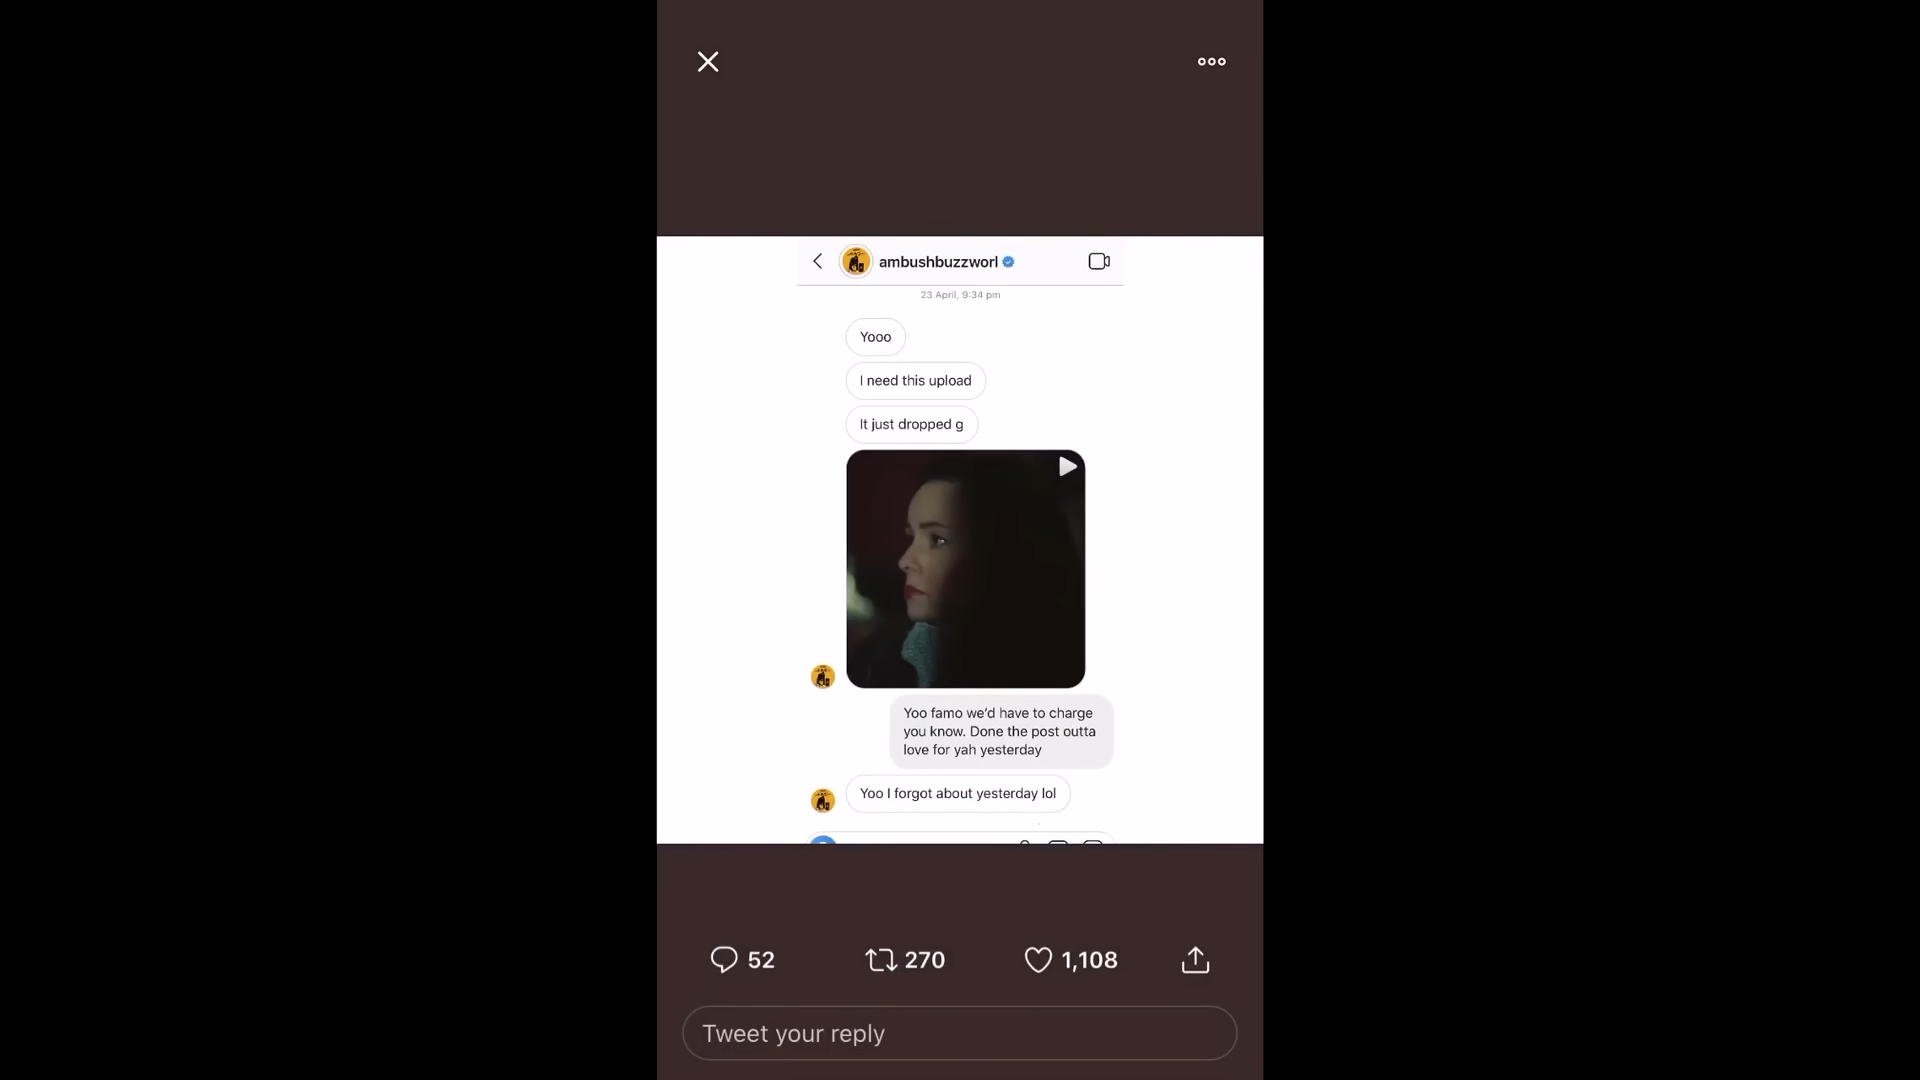 ambushbuzzworl
23 April, 9:34 pm
Yooo
I need this upload
It just dropped g
Yoo famo we'd have to charge
you know. Done the post outta
love for yah yesterday
Yoo I forgot about yesterday lol
52 270 1,108
Tweet your reply